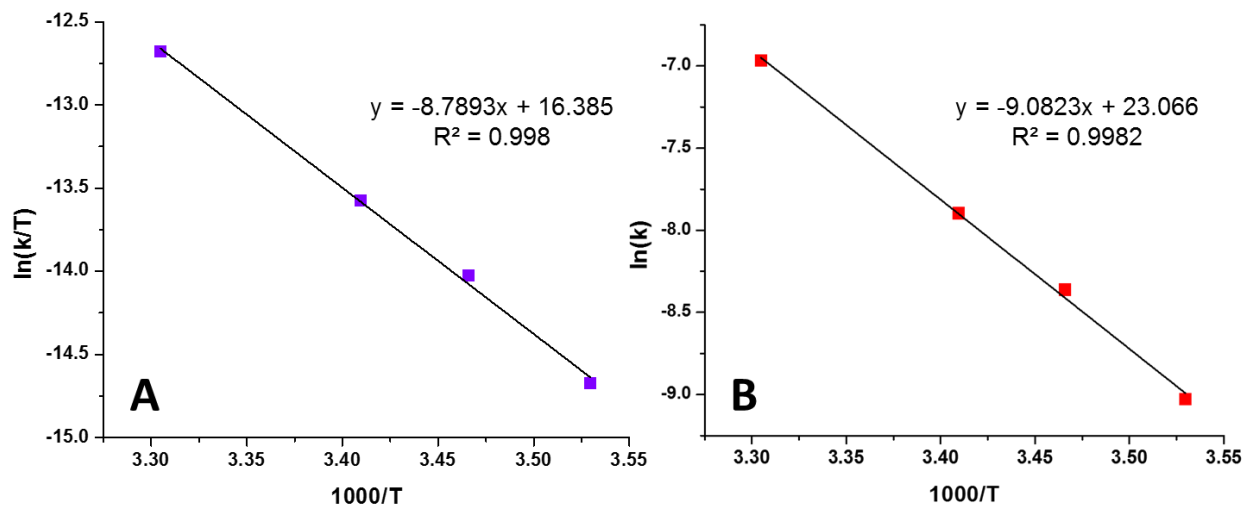 -12.5
-13.0
-13.5
-14.0
-14.5
-15.0
ln(k/T)
y = -8.7893x + 16.385
R² = 0.998
A
3.30
3.35
3.40
3.45
3.50
3.55
1000/T
-7.0
-7.5
-8.0
-8.5
-9.0
ln(k)
y = -9.0823x + 23.066
R² = 0.9982
B
3.30
3.35
3.40
3.45
3.50
3.55
1000/T